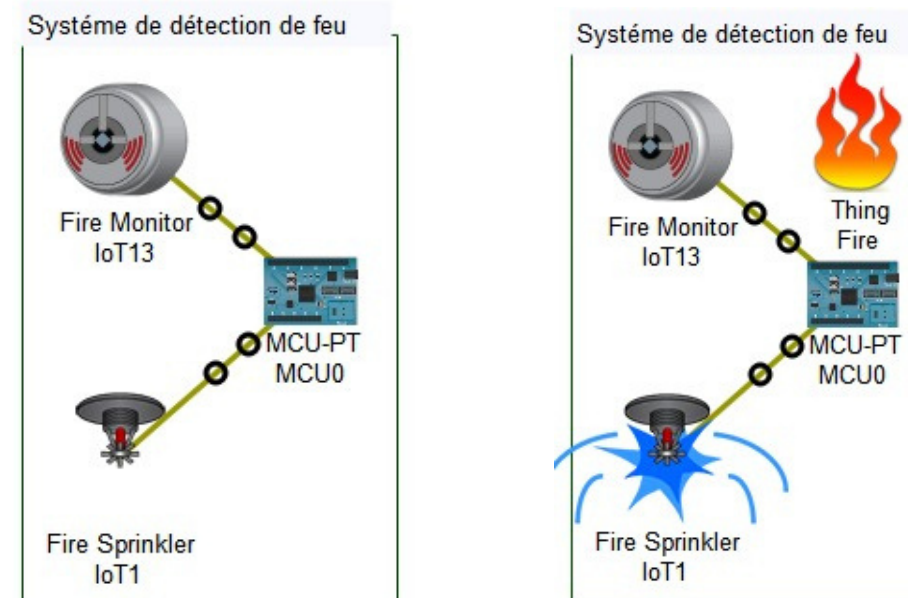 Systéme de détection de feu
Fire Monitor
IoT13
MCU-PT
MCU0
Fire Sprinkler
IoT1
Systéme de détection de feu
Thing
Fire
Fire Monitor
IoT13
MCU-PT
MCU0
Fire Sprinkler
IoT1